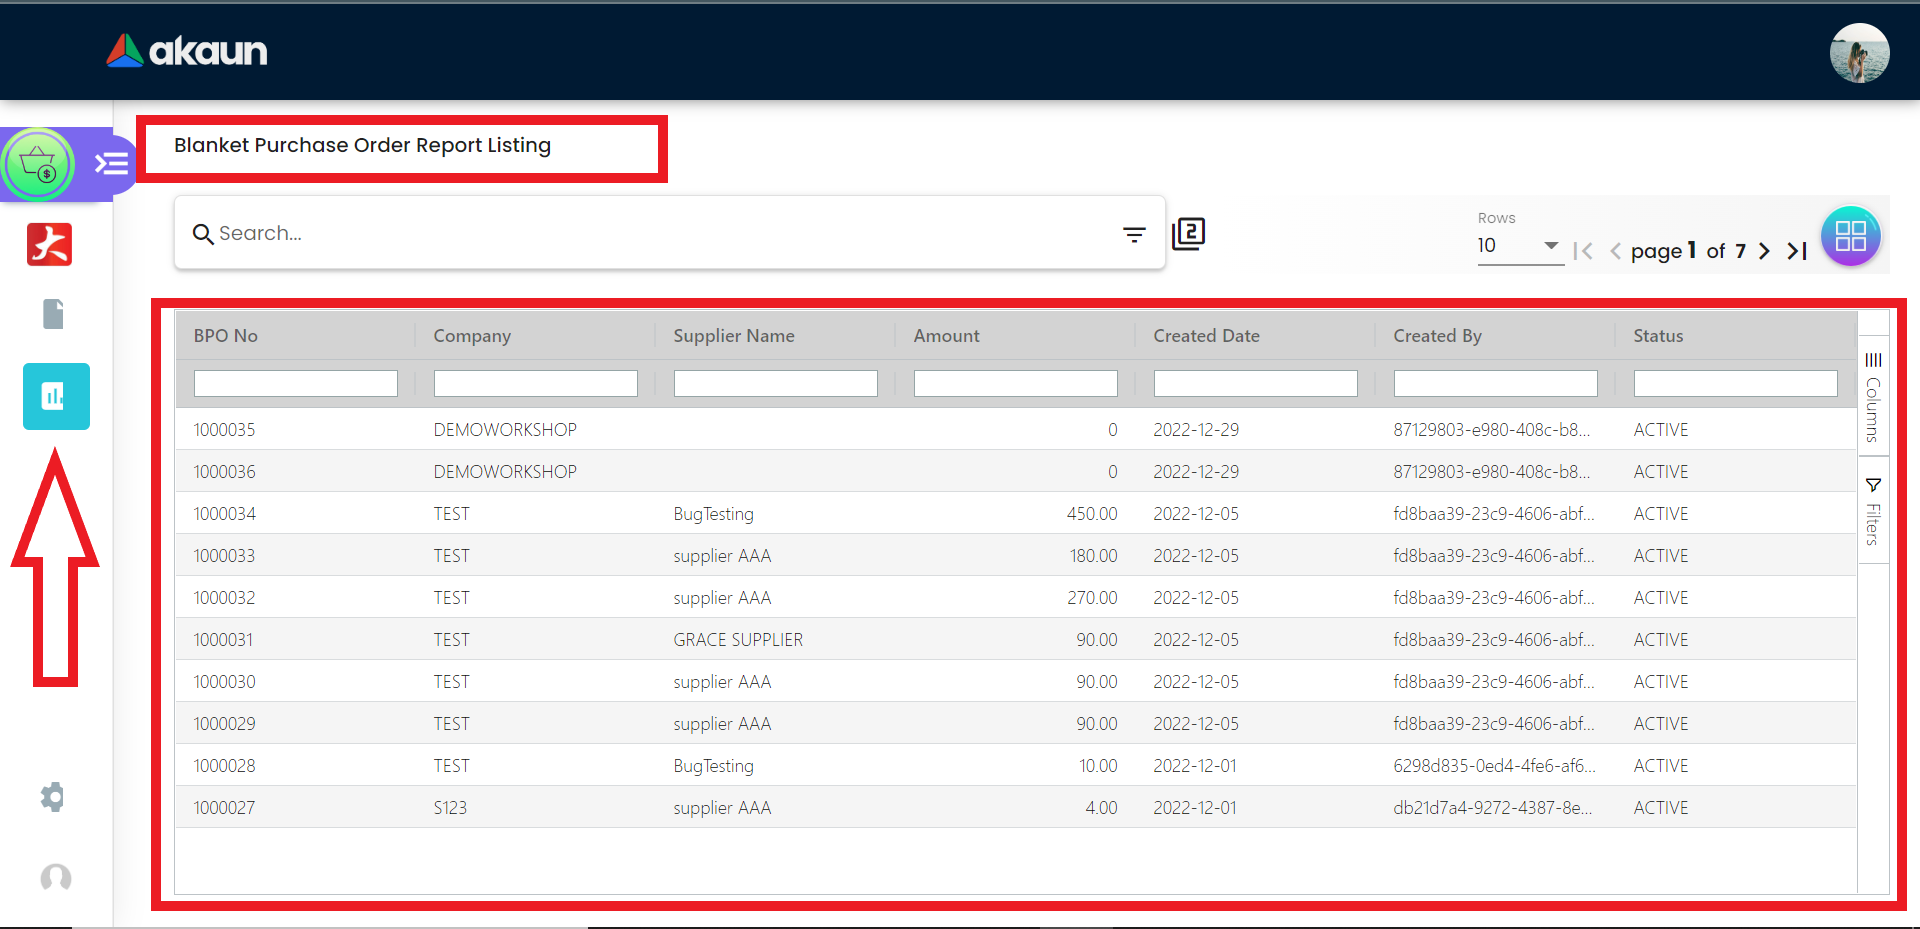 akaun
Blanket Purchase Order Report Listing
Search...
2
Rows
10
page 1 of 7
BPO No Company Supplier Name Amount Created Date Created By Status
1000035 DEMOWORKSHOP 0 2022-12-29 87129803-e980-408c-b8... ACTIVE
1000036 DEMOWORKSHOP 0 2022-12-29 87129803-e980-408c-b8... ACTIVE
1000034 TEST BugTesting 450.00 2022-12-05 fd8baa39-23c9-4606-abf... ACTIVE
1000033 TEST supplier AAA 180.00 2022-12-05 fd8baa39-23c9-4606-abf... ACTIVE
1000032 TEST supplier AAA 270.00 2022-12-05 fd8baa39-23c9-4606-abf... ACTIVE
1000031 TEST GRACE SUPPLIER 90.00 2022-12-05 fd8baa39-23c9-4606-abf... ACTIVE
1000030 TEST supplier AAA 90.00 2022-12-05 fd8baa39-23c9-4606-abf... ACTIVE
1000029 TEST supplier AAA 90.00 2022-12-05 fd8baa39-23c9-4606-abf... ACTIVE
1000028 TEST BugTesting 10.00 2022-12-01 6298d835-0ed4-4fe6-af6... ACTIVE
1000027 S123 supplier AAA 4.00 2022-12-01 db21d7a4-9272-4387-8e... ACTIVE
Columns
Filters